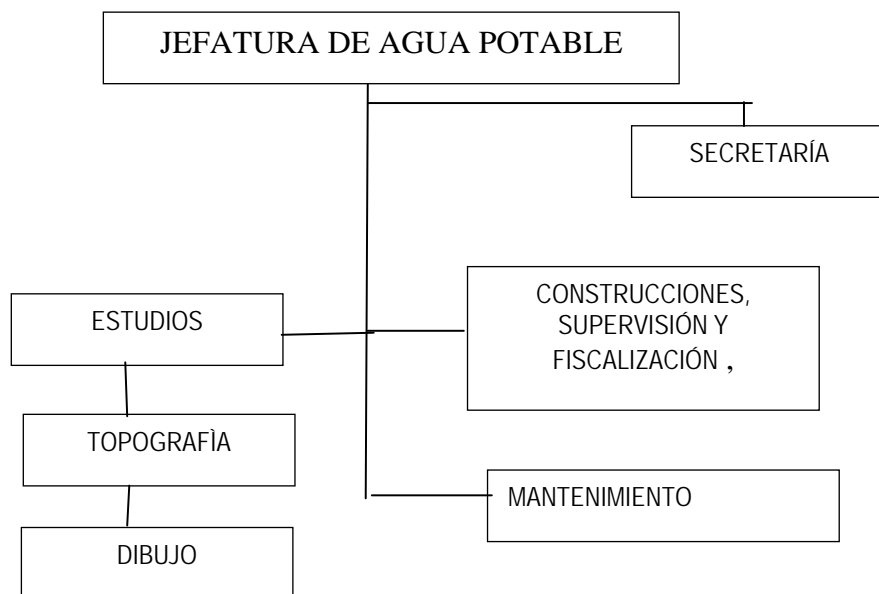 JEFATURA DE AGUA POTABLE
SECRETARÍA
ESTUDIOS
CONSTRUCCIONES,
SUPERVISIÓN Y
FISCALIZACIÓN ,
TOPOGRAFÌA
MANTENIMIENTO
DIBUJO